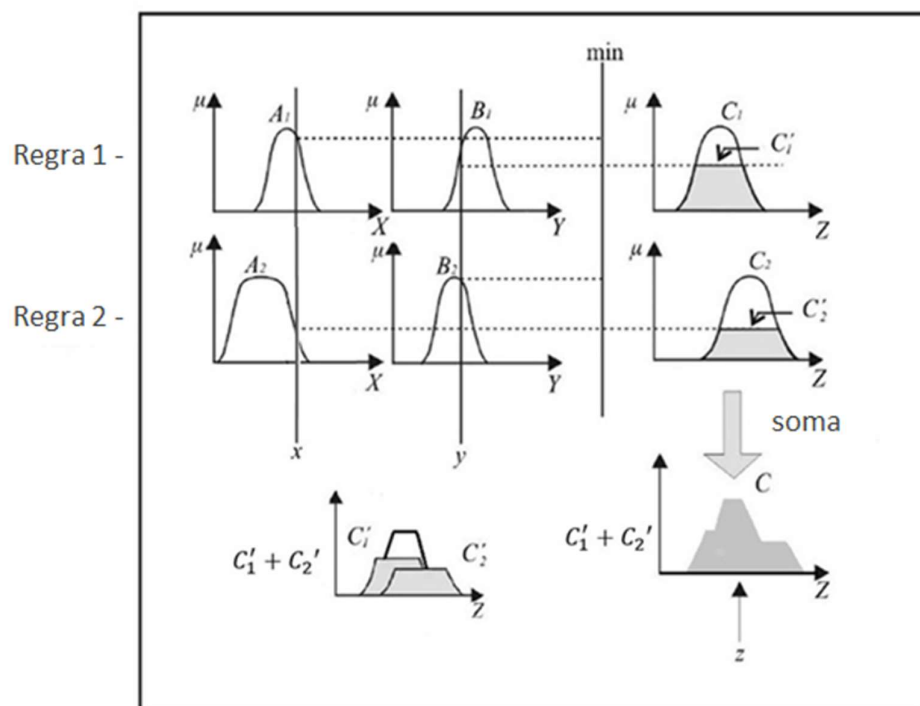 min
μ A₁ μ B₁ μ C₁
Regra 1 - C₁′
X Y Z
μ A₂ μ B₂ μ C₂
Regra 2 - C₂′
X Y Z
x y soma
C
C₁′ C₂′
C₁′ + C₂′ C₁′ + C₂′
Z Z
z